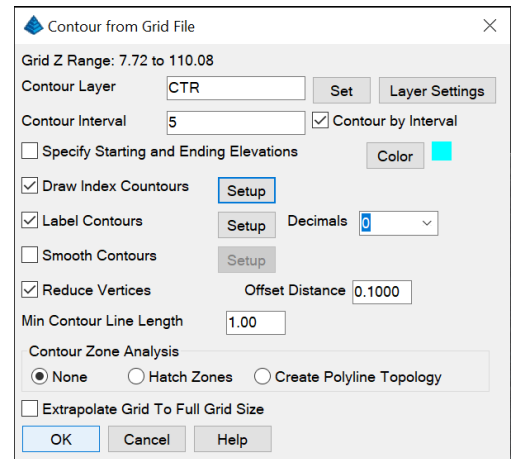 Contour from Grid File
Grid Z Range: 7.72 to 110.08
Contour Layer CTR Set Layer Settings
Contour Interval 5 Contour by Interval
Specify Starting and Ending Elevations Color
Draw Index Countours Setup
Label Contours Setup Decimals 0
Smooth Contours Setup
Reduce Vertices Offset Distance 0.1000
Min Contour Line Length 1.00
Contour Zone Analysis
None Hatch Zones Create Polyline Topology
Extrapolate Grid To Full Grid Size
OK Cancel Help